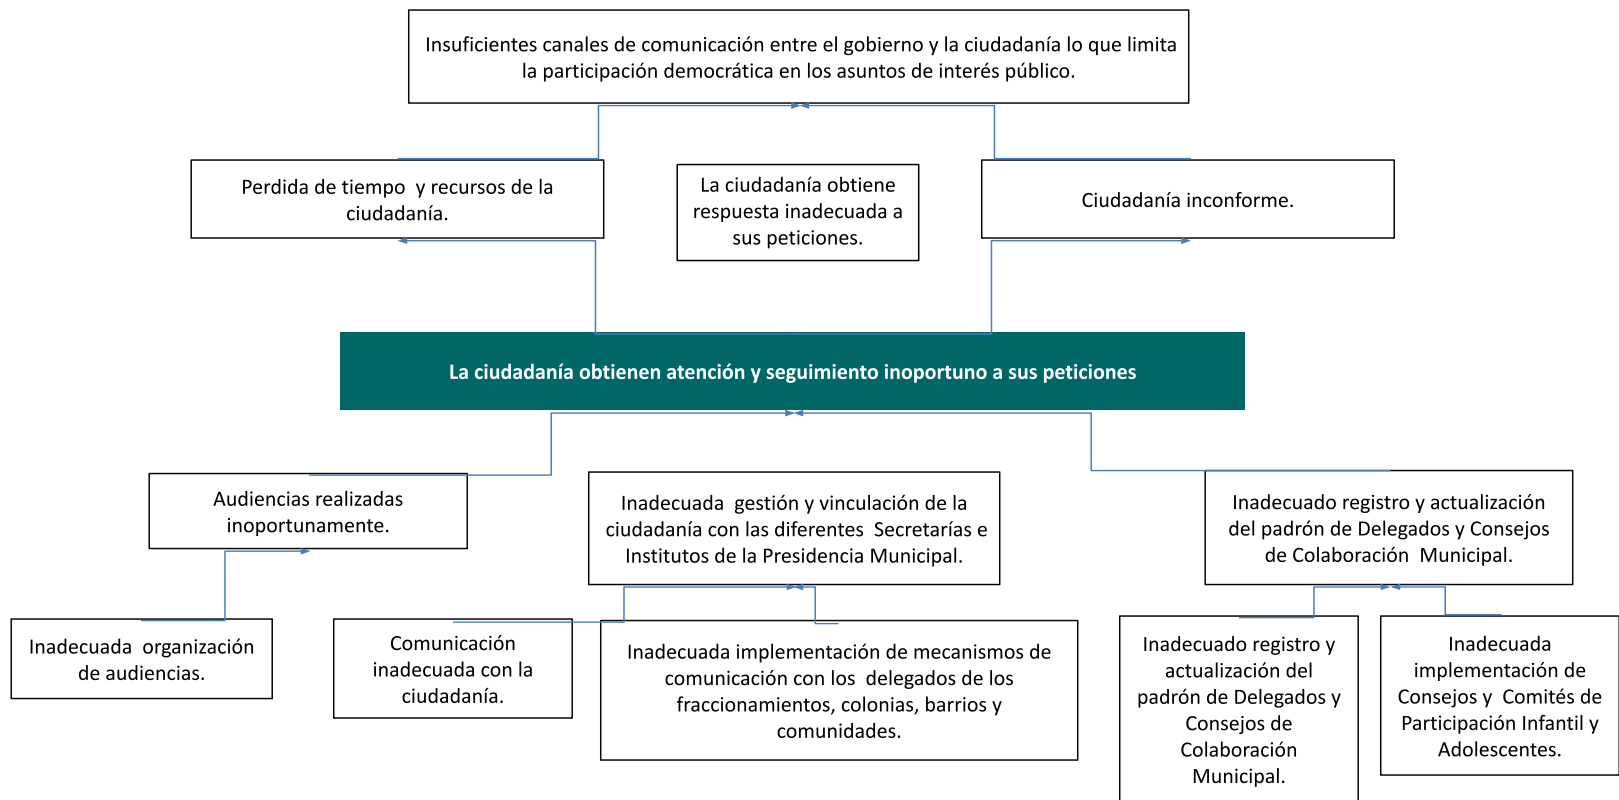 Insuficientes canales de comunicación entre el gobierno y la ciudadanía lo que limita
la participación democrática en los asuntos de interés público.
Perdida de tiempo y recursos de la
ciudadanía.
La ciudadanía obtiene
respuesta inadecuada a
sus peticiones.
Ciudadanía inconforme.
La ciudadanía obtienen atención y seguimiento inoportuno a sus peticiones
Audiencias realizadas
inoportunamente.
Inadecuada gestión y vinculación de la
ciudadanía con las diferentes Secretarías e
Institutos de la Presidencia Municipal.
Inadecuado registro y actualización
del padrón de Delegados y Consejos
de Colaboración Municipal.
Inadecuada organización
de audiencias.
Comunicación
inadecuada con la
ciudadanía.
Inadecuada implementación de mecanismos de
comunicación con los delegados de los
fraccionamientos, colonias, barrios y
comunidades.
Inadecuado registro y
actualización del
padrón de Delegados y
Consejos de
Colaboración
Municipal.
Inadecuada
implementación de
Consejos y Comités de
Participación Infantil y
Adolescentes.